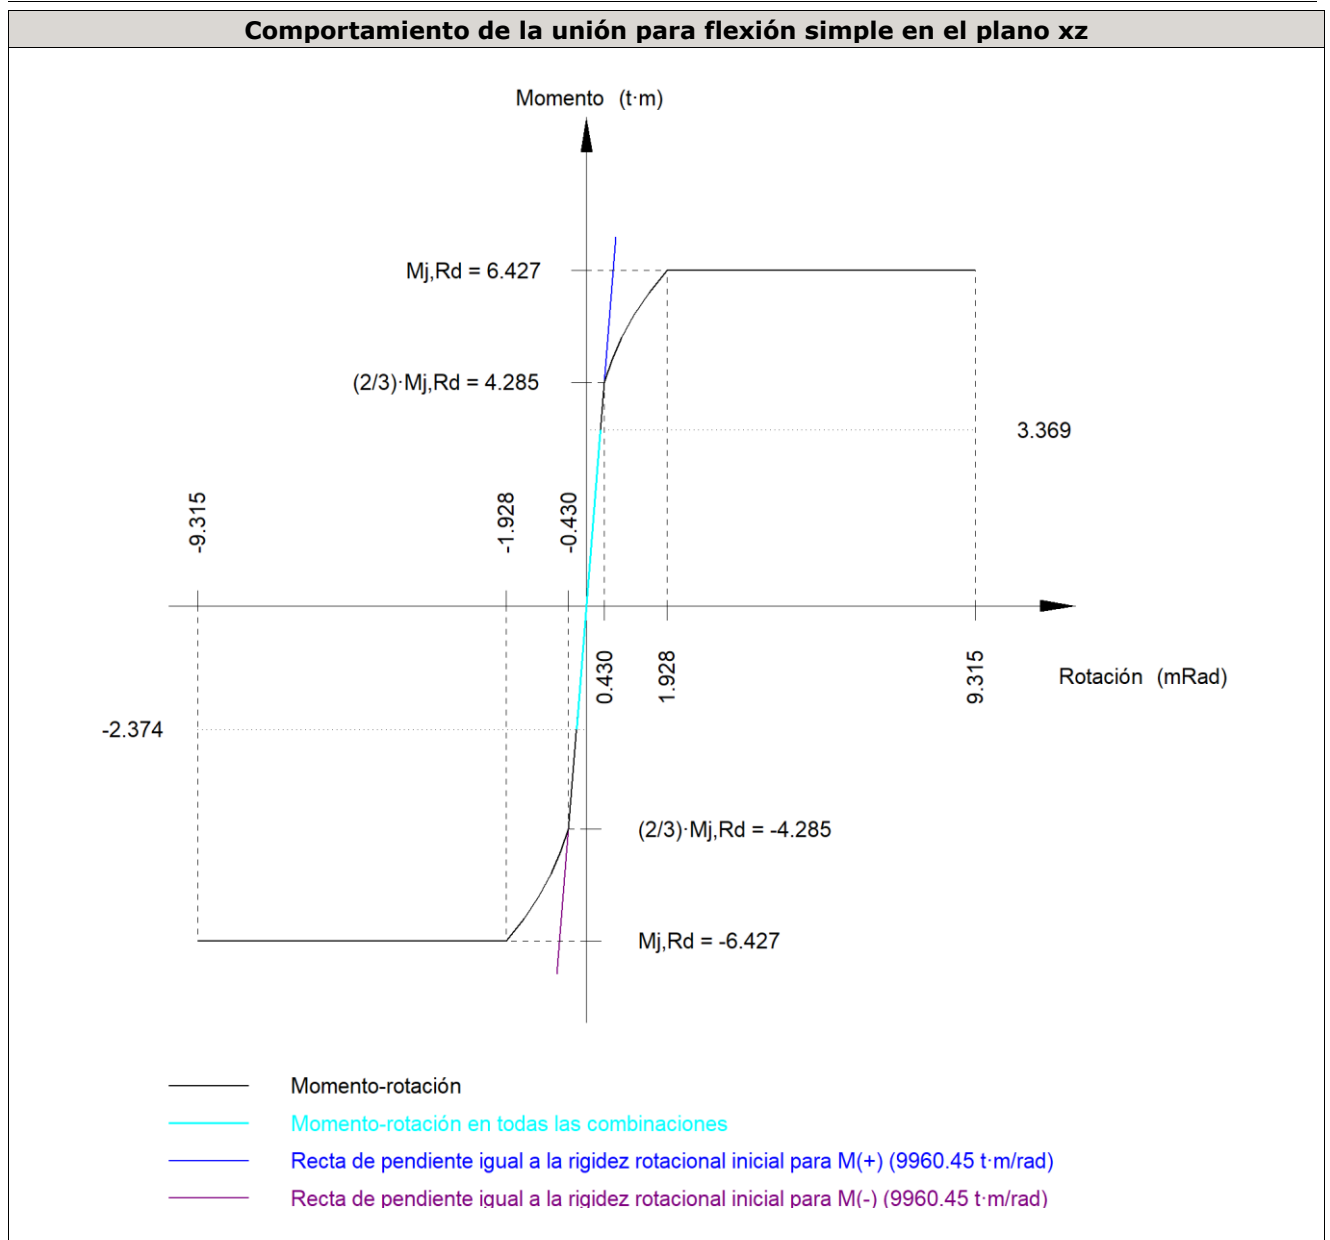 Comportamiento de la unión para flexión simple en el plano xz
Momento (t·m)
Mj,Rd = 6.427
(2/3)·Mj,Rd = 4.285
3.369
-9.315
-1.928
-0.430
0.430
1.928
9.315
Rotación (mRad)
-2.374
(2/3)·Mj,Rd = -4.285
Mj,Rd = -6.427
Momento-rotación
Momento-rotación en todas las combinaciones
Recta de pendiente igual a la rigidez rotacional inicial para M(+) (9960.45 t·m/rad)
Recta de pendiente igual a la rigidez rotacional inicial para M(-) (9960.45 t·m/rad)